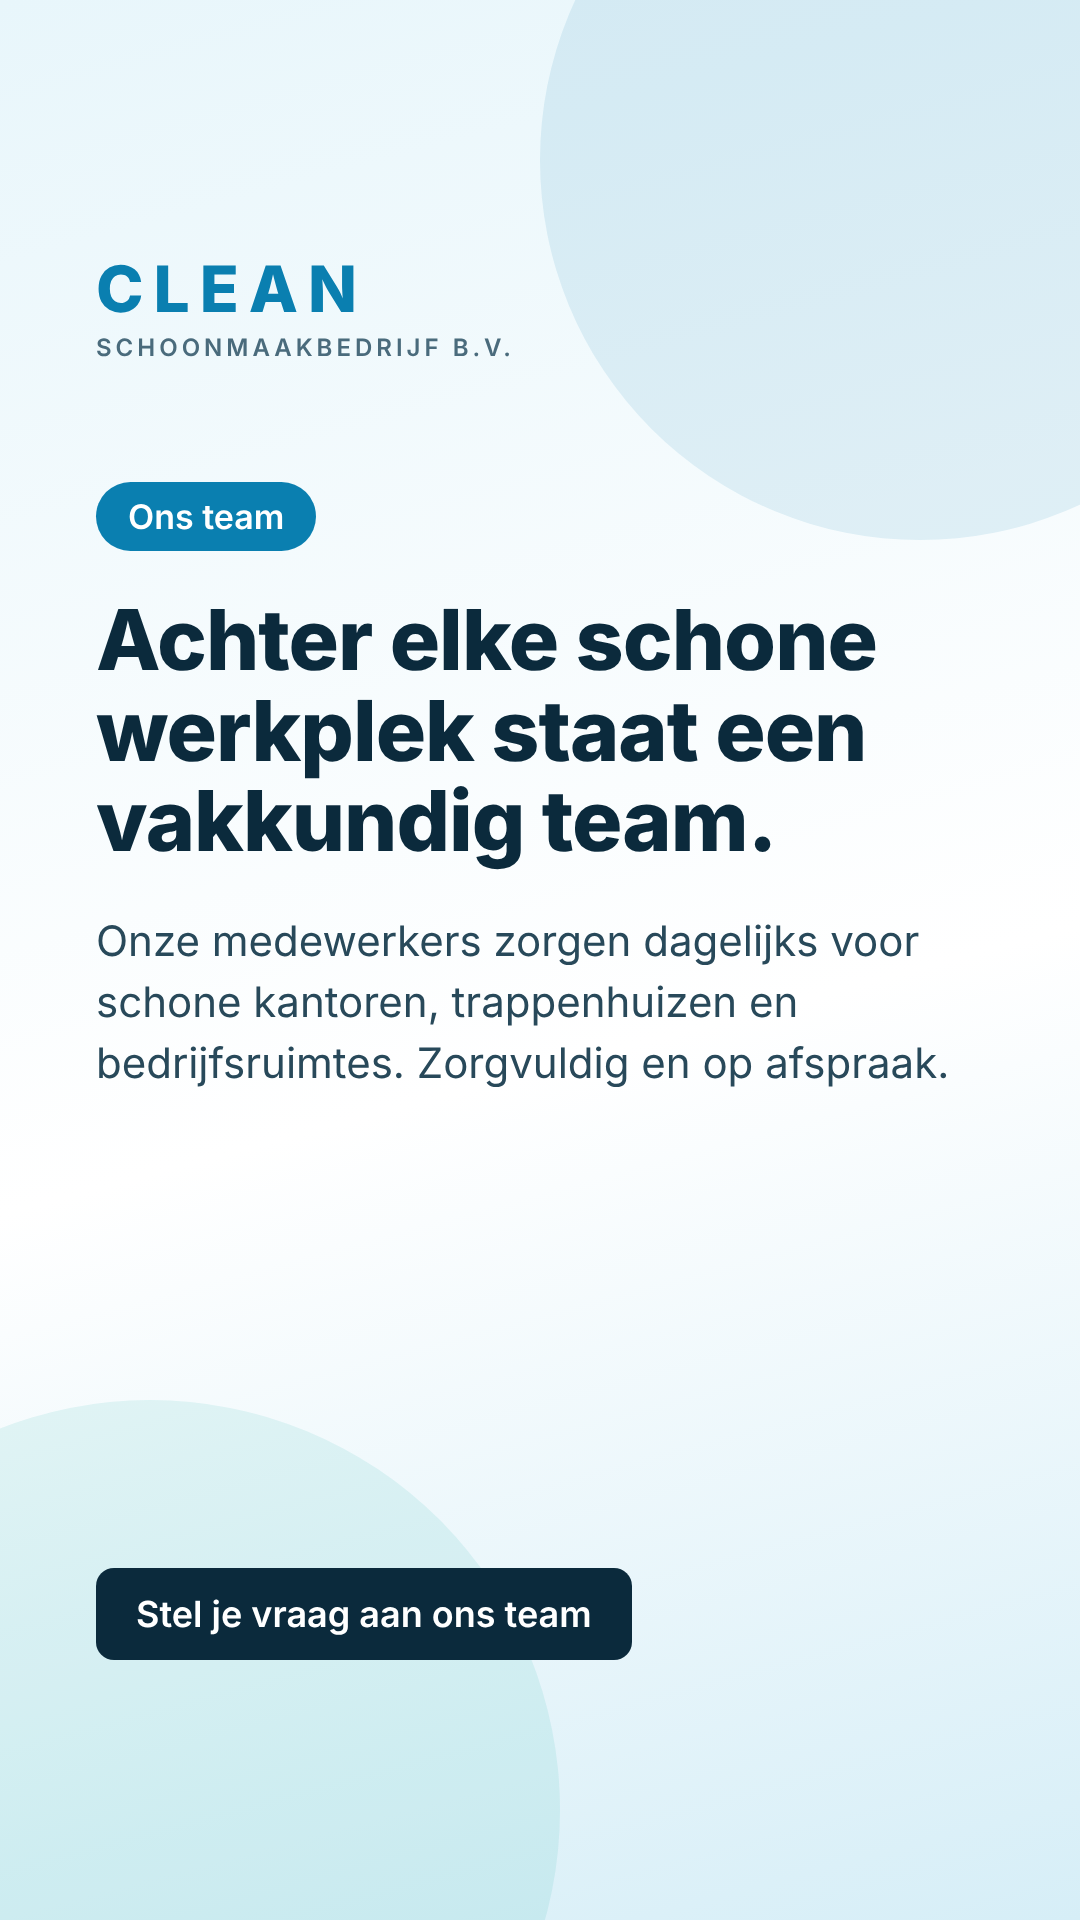 CLEAN
SCHOONMAAKBEDRIJF B.V.
Ons team
Achter elke schone
werkplek staat een
vakkundig team.
Onze medewerkers zorgen dagelijks voor
schone kantoren, trappenhuizen en
bedrijfsruimtes. Zorgvuldig en op afspraak.
Stel je vraag aan ons team